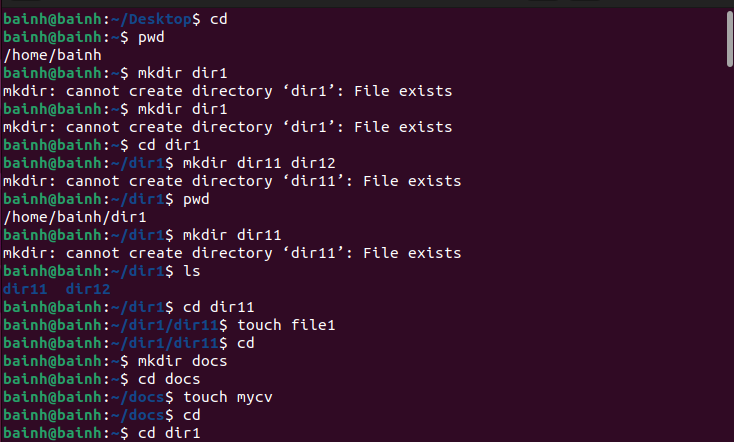 bainh@bainh:~/Desktop$ cd
bainh@bainh:~$ pwd
/home/bainh
bainh@bainh:~$ mkdir dir1
mkdir: cannot create directory ‘dir1’: File exists
bainh@bainh:~$ mkdir dir1
mkdir: cannot create directory ‘dir1’: File exists
bainh@bainh:~$ cd dir1
bainh@bainh:~/dir1$ mkdir dir11 dir12
mkdir: cannot create directory ‘dir11’: File exists
bainh@bainh:~/dir1$ pwd
/home/bainh/dir1
bainh@bainh:~/dir1$ mkdir dir11
mkdir: cannot create directory ‘dir11’: File exists
bainh@bainh:~/dir1$ ls
dir11  dir12
bainh@bainh:~/dir1$ cd dir11
bainh@bainh:~/dir1/dir11$ touch file1
bainh@bainh:~/dir1/dir11$ cd
bainh@bainh:~$ mkdir docs
bainh@bainh:~$ cd docs
bainh@bainh:~/docs$ touch mycv
bainh@bainh:~/docs$ cd
bainh@bainh:~$ cd dir1